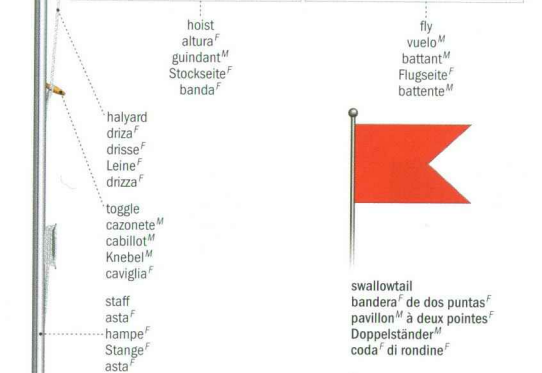 hoist
altura F
guindant M
Stockseite F
banda F
fly
vuelo M
battant M
Flugseite F
battente M
halyard
driza F
drisse F
Leine F
drizza F
toggle
cazonete M
cabillot M
Knebel M
caviglia F
staff
asta F
hampe F
Stange F
asta F
swallowtail
bandera F de dos puntas F
pavillon M à deux pointes F
Doppelständer M
coda F di rondine F